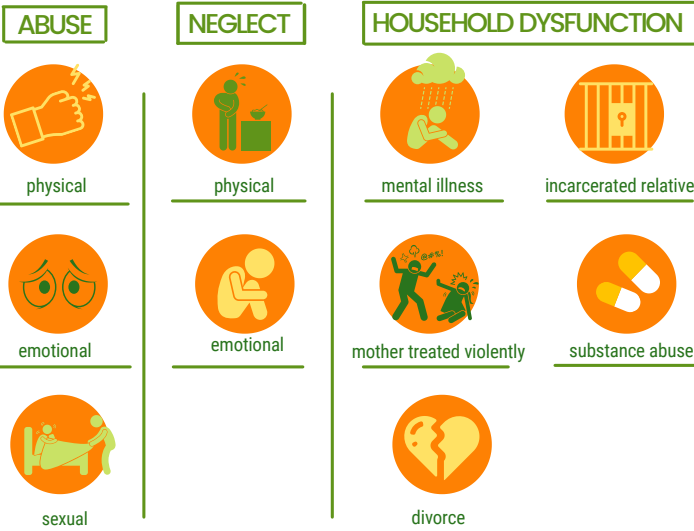 ABUSE
NEGLECT
HOUSEHOLD DYSFUNCTION
physical
physical
mental illness
incarcerated relative
@#%!
emotional
emotional
mother treated violently
substance abuse
sexual
divorce